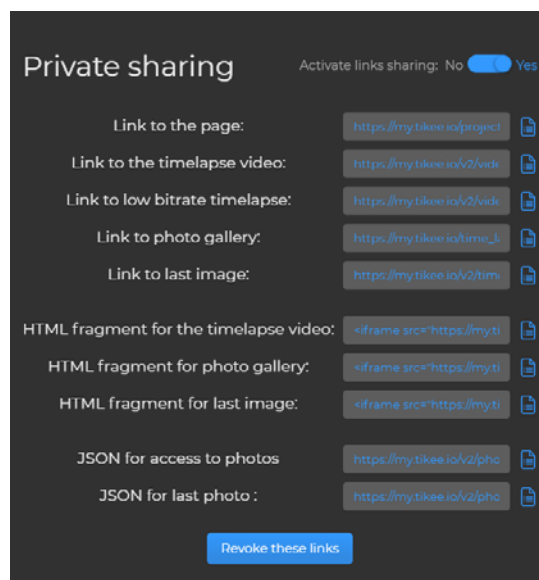 Private sharing
Activate links sharing: No Yes
Link to the page: https://my.tikee.io/project
Link to the timelapse video: https://my.tikee.io/v2/vide
Link to low bitrate timelapse: https://my.tikee.io/v2/vide
Link to photo gallery: https://my.tikee.io/time_la
Link to last image: https://my.tikee.io/v2/time
HTML fragment for the timelapse video: <iframe src="https://my.ti
HTML fragment for photo gallery: <iframe src="https://my.ti
HTML fragment for last image: <iframe src="https://my.ti
JSON for access to photos https://my.tikee.io/v2/pho
JSON for last photo : https://my.tikee.io/v2/pho
Revoke these links